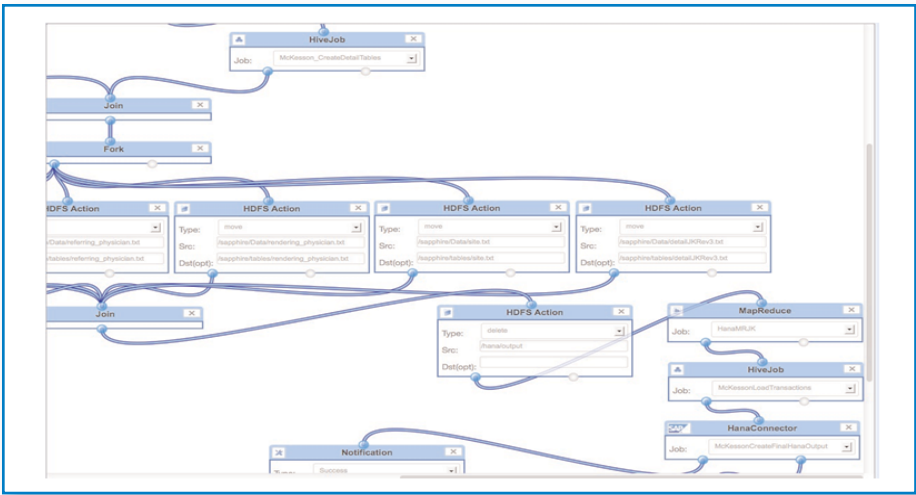 HiveJob
Job: McKesson_CreateDetailTables
Join
Fork
HDFS Action
/Data/referring_physician.txt
/tables/referring_physician.txt
HDFS Action
Type: move
Src: /sapphire/Data/rendering_physician.txt
Dst(opt): /sapphire/tables/rendering_physician.txt
HDFS Action
Type: move
Src: /sapphire/Data/site.txt
Dst(opt): /sapphire/tables/site.txt
HDFS Action
Type: move
Src: /sapphire/Data/detailJKRev3.txt
Dst(opt): /sapphire/tables/detailJKRev3.txt
Join
HDFS Action
Type: delete
Src: /hana/output
Dst(opt):
MapReduce
Job: HanaMRJK
HiveJob
Job: McKessonLoadTransactions
SAP
HanaConnector
Job: McKessonCreateFinalHanaOutput
Notification
Type: Success